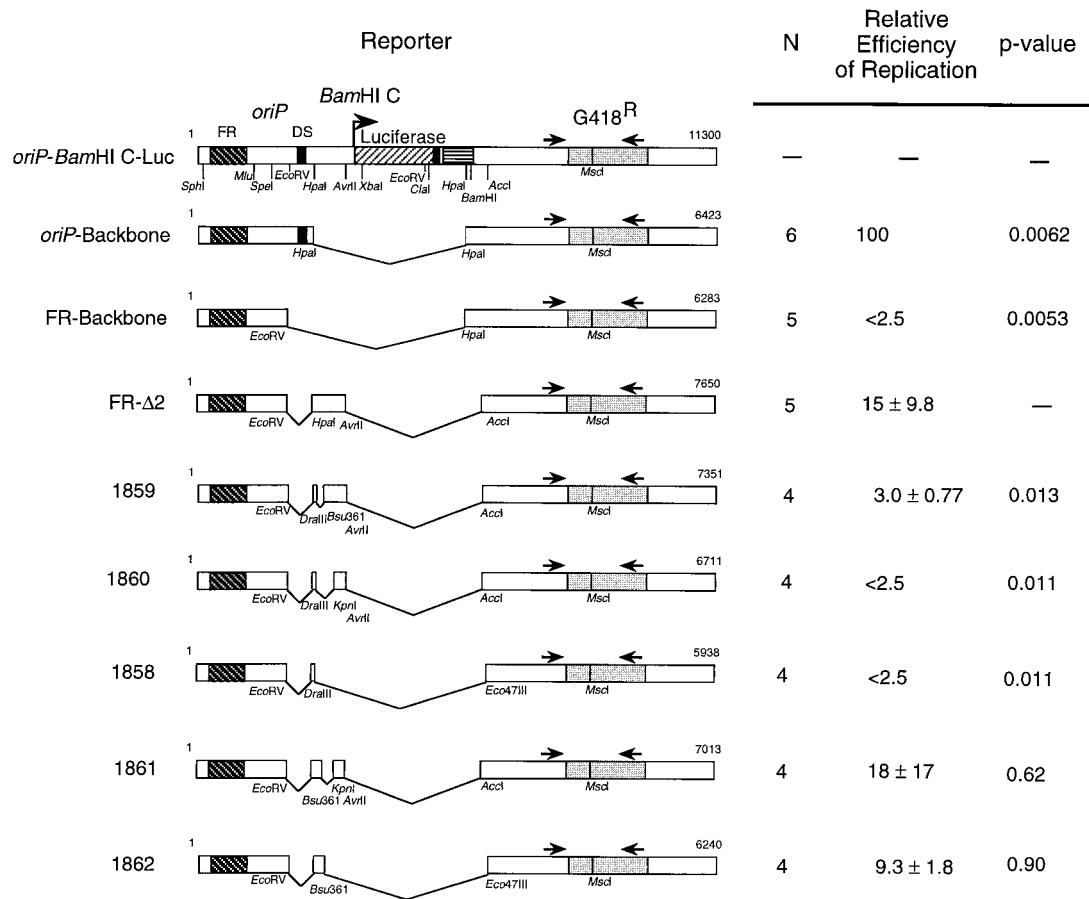 Reporter
N
Relative
Efficiency
of Replication
p-value
oriP
BamHI C
G418R
1 FR DS Luciferase 11300
oriP-BamHI C-Luc — — —
SphI MluI SpeI EcoRV HpaI AvrII XbaI EcoRV ClaI HpaI BamHI AccI MscI
1 6423
oriP-Backbone 6 100 0.0062
HpaI HpaI MscI
1 6283
FR-Backbone 5 <2.5 0.0053
EcoRV HpaI MscI
1 7650
FR-Δ2 5 15 ± 9.8 —
EcoRV HpaI AvrII AccI MscI
1 7351
1859 4 3.0 ± 0.77 0.013
EcoRV DraIII Bsu361 AvrII AccI MscI
1 6711
1860 4 <2.5 0.011
EcoRV DraIII KpnI AvrII AccI MscI
1 5938
1858 4 <2.5 0.011
EcoRV DraIII Eco47III MscI
1 7013
1861 4 18 ± 17 0.62
EcoRV Bsu361 KpnI AvrII AccI MscI
1 6240
1862 4 9.3 ± 1.8 0.90
EcoRV Bsu361 Eco47III MscI